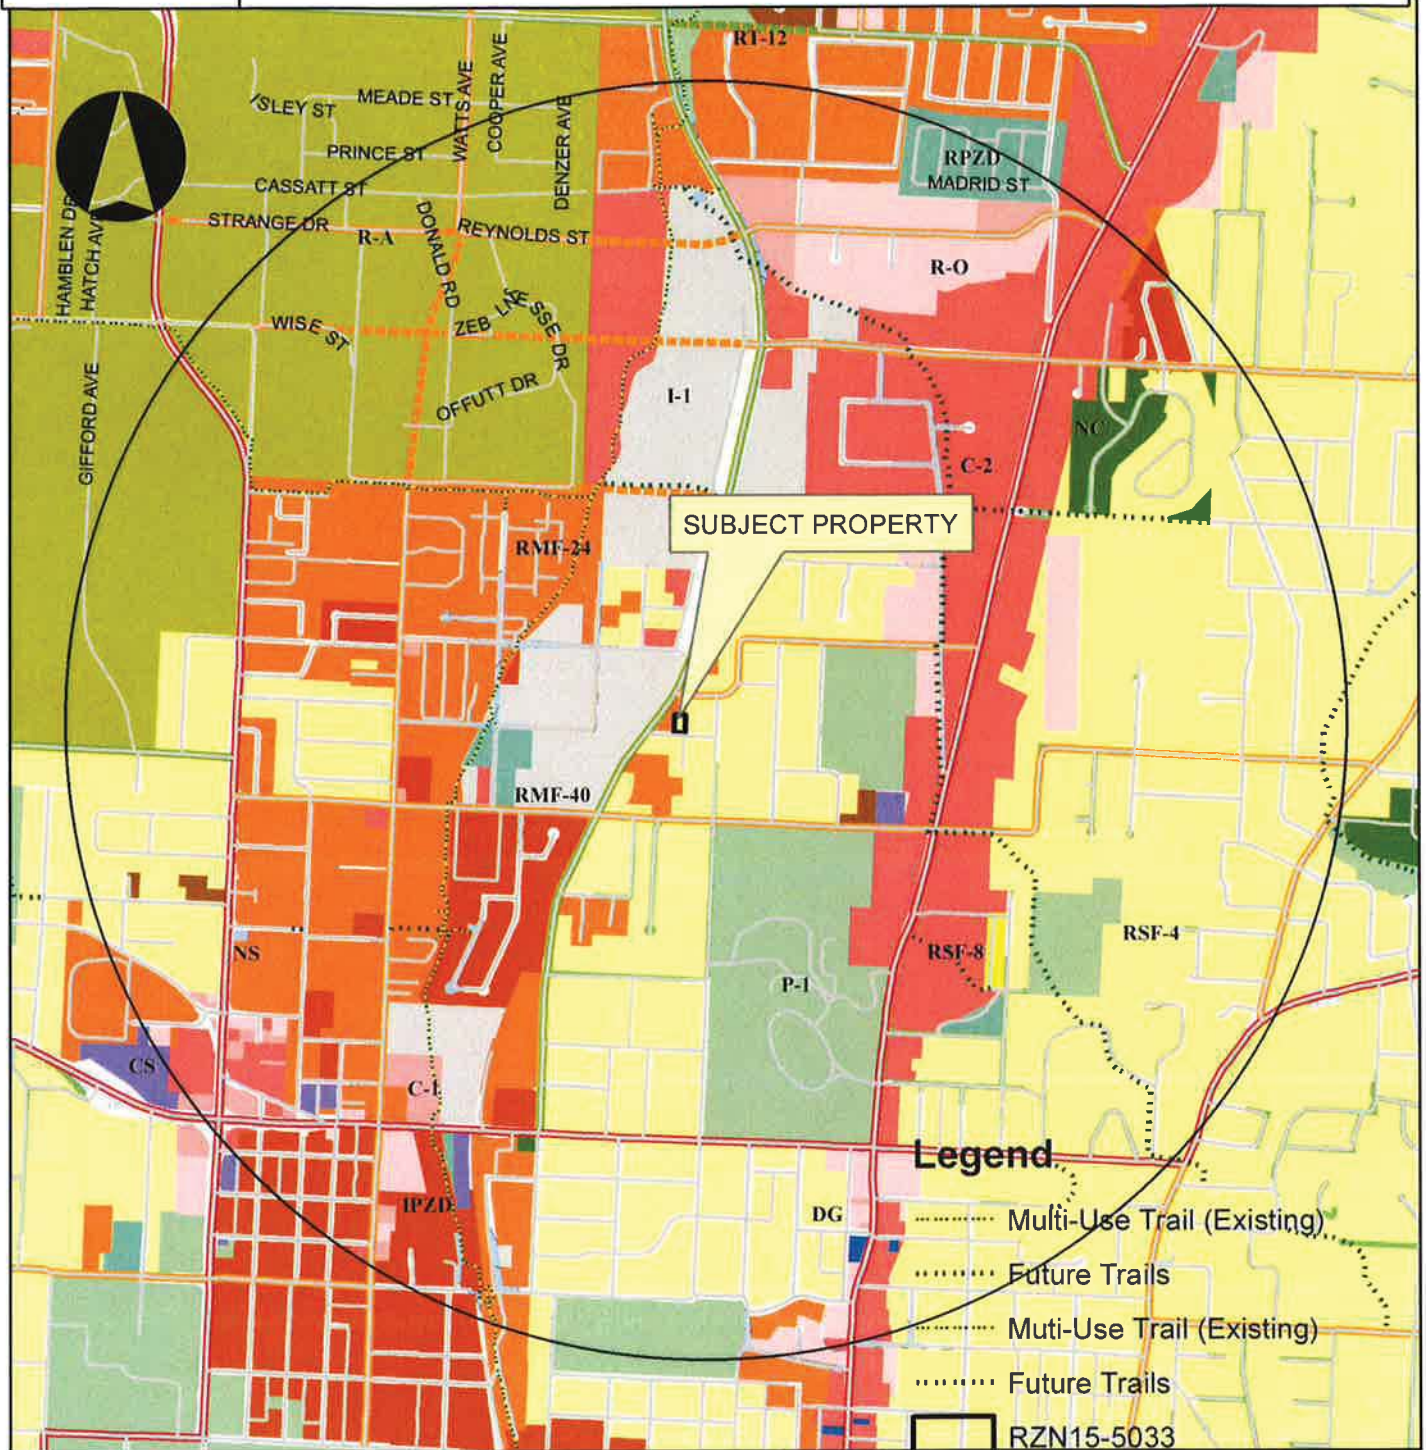 RT-12
ISLEY ST
MEADE ST
WATTS AVE
COOPER AVE
DENZER AVE
PRINCE ST
CASSATT ST
RPZD
MADRID ST
HAMBLEN DR
HATCH AVE
STRANGE DR
R-A
DONALD RD
REYNOLDS ST
R-O
WISE ST
ZEB LN
JESSE DR
OFFUTT DR
GIFFORD AVE
I-1
NC
C-2
SUBJECT PROPERTY
RMF-24
RMF-40
NS
RSF-8
RSF-4
P-1
CS
C-1
IPZD
DG
Legend
Multi-Use Trail (Existing)
Future Trails
Muti-Use Trail (Existing)
Future Trails
RZN15-5033